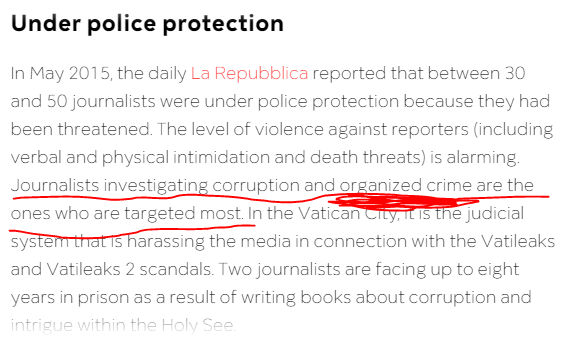 Under police protection
In May 2015, the daily La Repubblica reported that between 30
and 50 journalists were under police protection because they had
been threatened. The level of violence against reporters (including
verbal and physical intimidation and death threats) is alarming.
Journalists investigating corruption and organized crime are the
ones who are targeted most. In the Vatican City, it is the judicial
system that is harassing the media in connection with the Vatileaks
and Vatileaks 2 scandals. Two journalists are facing up to eight
years in prison as a result of writing books about corruption and
intrigue within the Holy See.